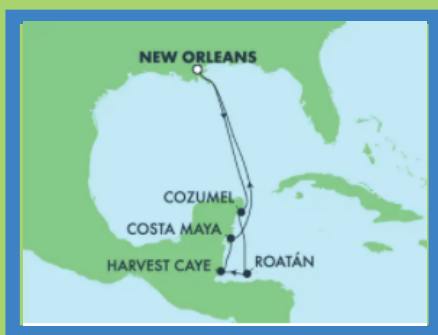 NEW ORLEANS
COZUMEL
COSTA MAYA
HARVEST CAYE
ROATÁN